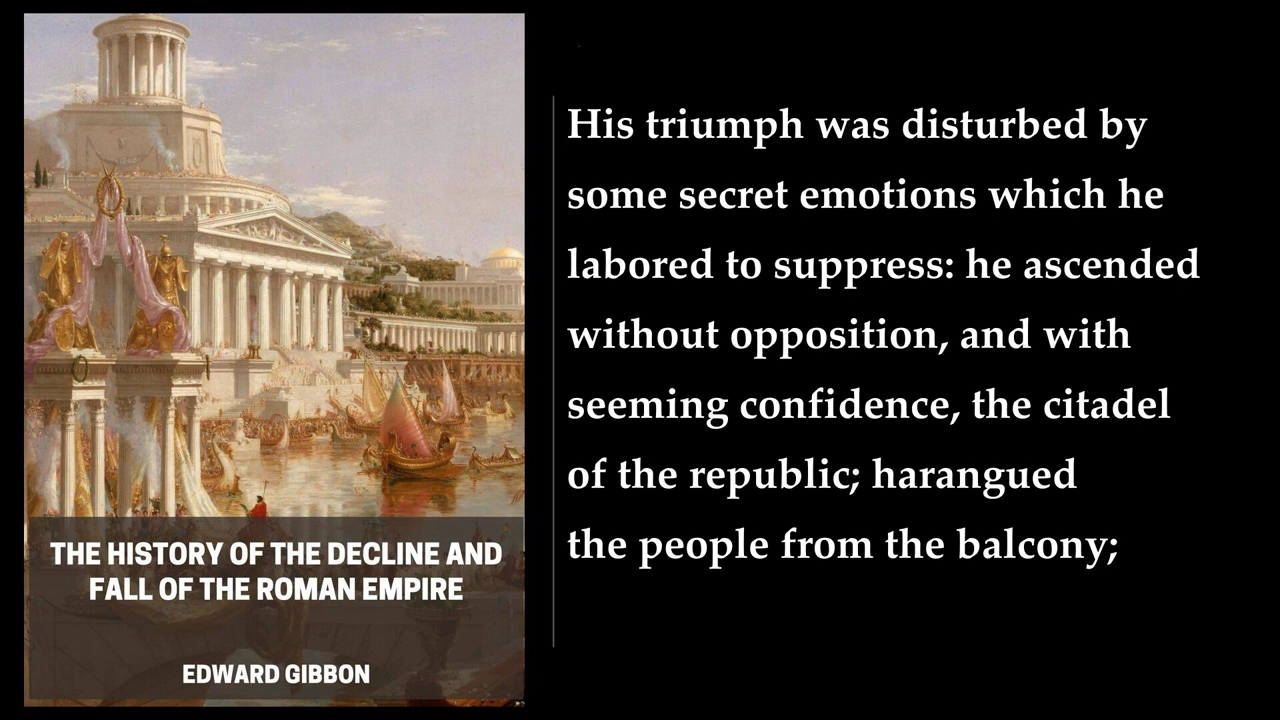 THE HISTORY OF THE DECLINE AND
FALL OF THE ROMAN EMPIRE
EDWARD GIBBON
His triumph was disturbed by
some secret emotions which he
labored to suppress: he ascended
without opposition, and with
seeming confidence, the citadel
of the republic; harangued
the people from the balcony;